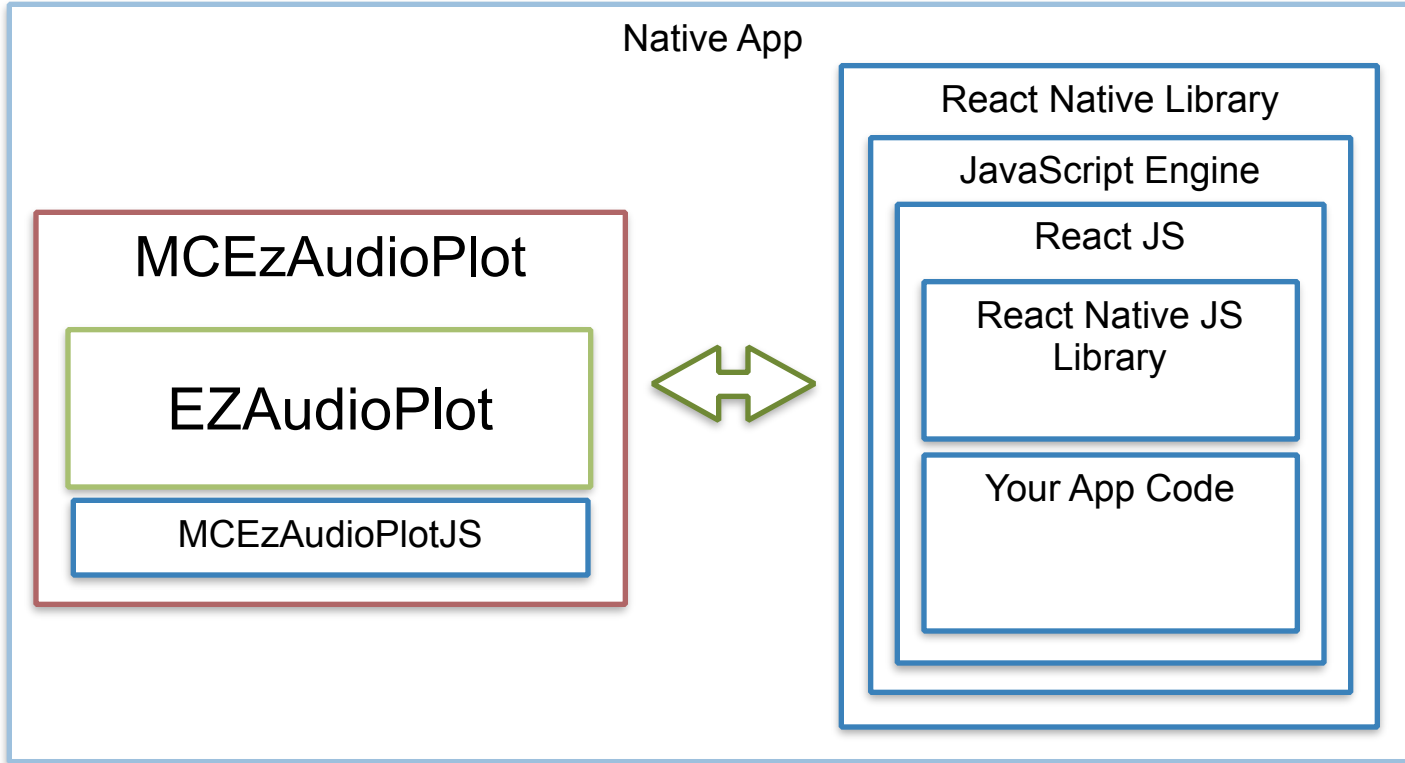 Native App
MCEzAudioPlot
EZAudioPlot
MCEzAudioPlotJS
React Native Library
JavaScript Engine
React JS
React Native JS
Library
Your App Code